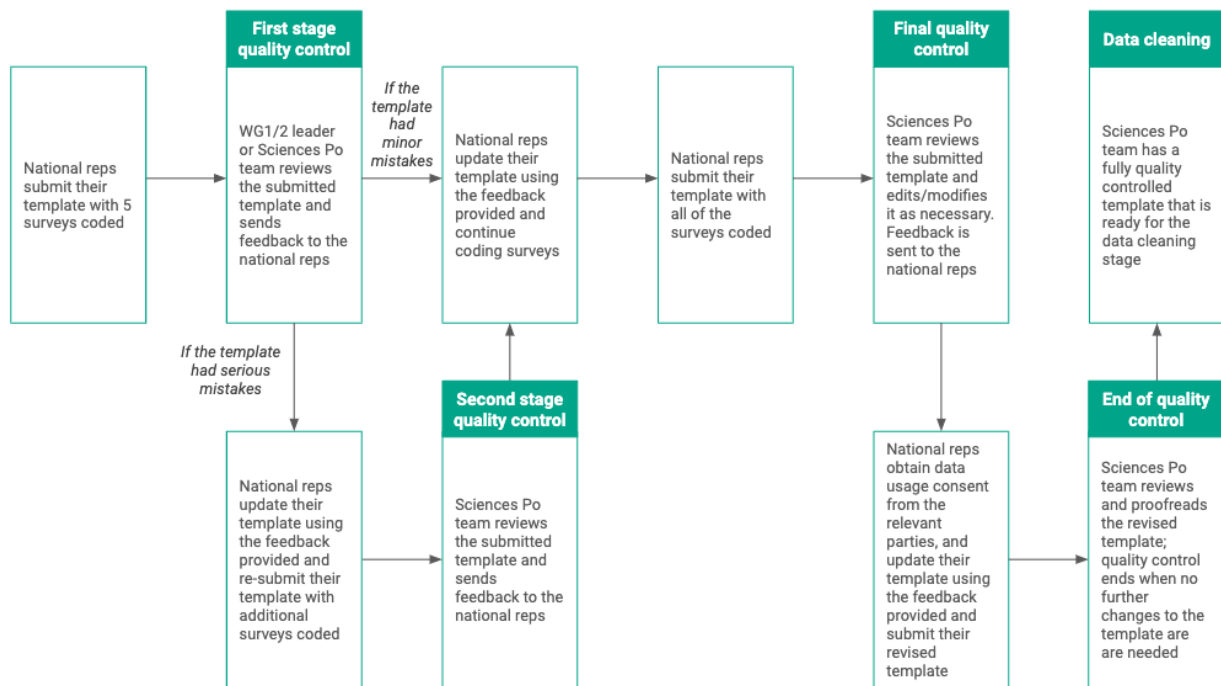 First stage
quality control
Final quality
control
Data cleaning
National reps
submit their
template with 5
surveys coded
WG1/2 leader
or Sciences Po
team reviews
the submitted
template and
sends
feedback to the
national reps
If the
template
had
minor
mistakes
National reps
update their
template using
the feedback
provided and
continue
coding surveys
National reps
submit their
template with
all of the
surveys coded
Sciences Po
team reviews
the submitted
template and
edits/modifies
it as necessary.
Feedback is
sent to the
national reps
Sciences Po
team has a
fully quality
controlled
template that is
ready for the
data cleaning
stage
If the template
had serious
mistakes
Second stage
quality control
End of quality
control
National reps
update their
template using
the feedback
provided and
re-submit their
template with
additional
surveys coded
Sciences Po
team reviews
the submitted
template and
sends
feedback to the
national reps
National reps
obtain data
usage consent
from the
relevant
parties, and
update their
template using
the feedback
provided and
submit their
revised
template
Sciences Po
team reviews
and proofreads
the revised
template;
quality control
ends when no
further
changes to the
template are
are needed